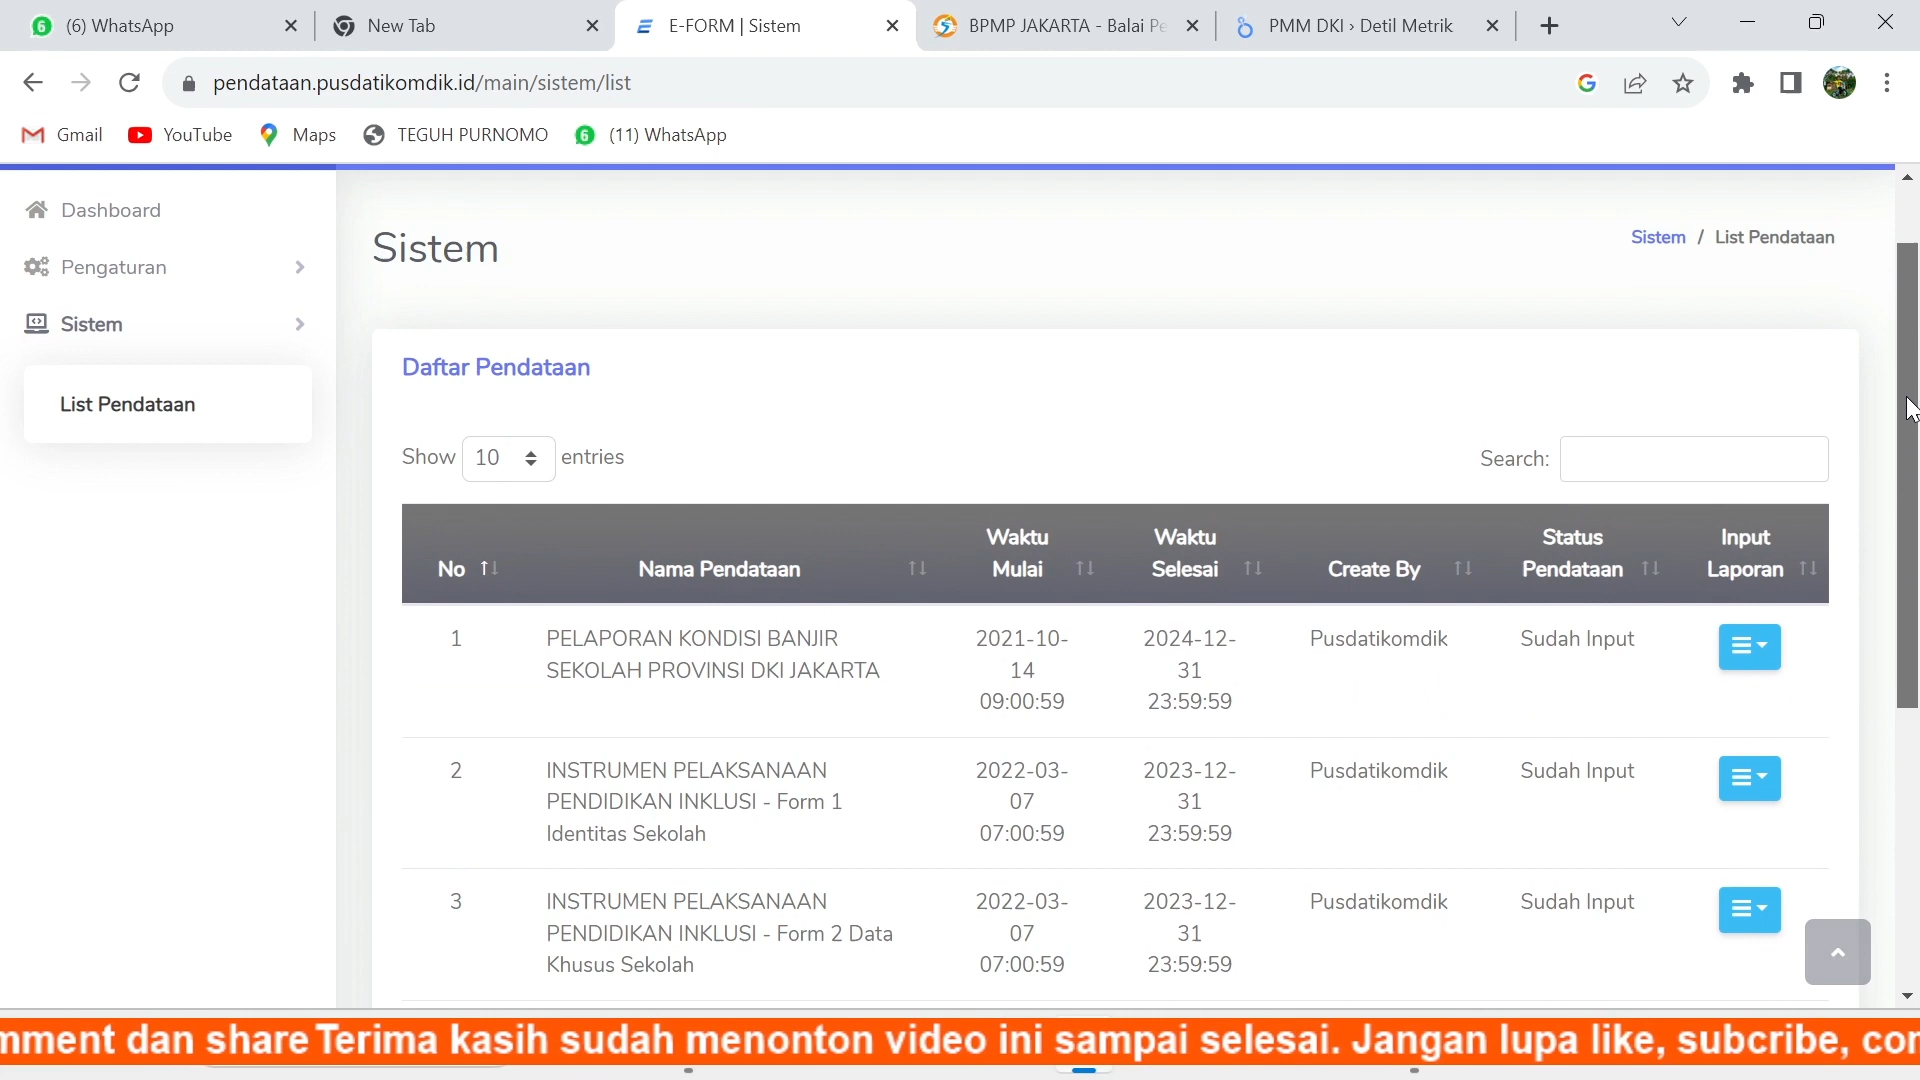 (6) WhatsApp
New Tab
E-FORM | Sistem
BPMP JAKARTA - Balai Pe
PMM DKI › Detil Metrik
pendataan.pusdatikomdik.id/main/sistem/list
Gmail
YouTube
Maps
TEGUH PURNOMO
(11) WhatsApp
Dashboard
Pengaturan
Sistem
List Pendataan
Sistem
Sistem / List Pendataan
Daftar Pendataan
Show 10 entries
Search:
No
Nama Pendataan
Waktu
Mulai
Waktu
Selesai
Create By
Status
Pendataan
Input
Laporan
1
PELAPORAN KONDISI BANJIR
SEKOLAH PROVINSI DKI JAKARTA
2021-10-
14
09:00:59
2024-12-
31
23:59:59
Pusdatikomdik
Sudah Input
2
INSTRUMEN PELAKSANAAN
PENDIDIKAN INKLUSI - Form 1
Identitas Sekolah
2022-03-
07
07:00:59
2023-12-
31
23:59:59
Pusdatikomdik
Sudah Input
3
INSTRUMEN PELAKSANAAN
PENDIDIKAN INKLUSI - Form 2 Data
Khusus Sekolah
2022-03-
07
07:00:59
2023-12-
31
23:59:59
Pusdatikomdik
Sudah Input
mment dan share Terima kasih sudah menonton video ini sampai selesai. Jangan lupa like, subcribe, con